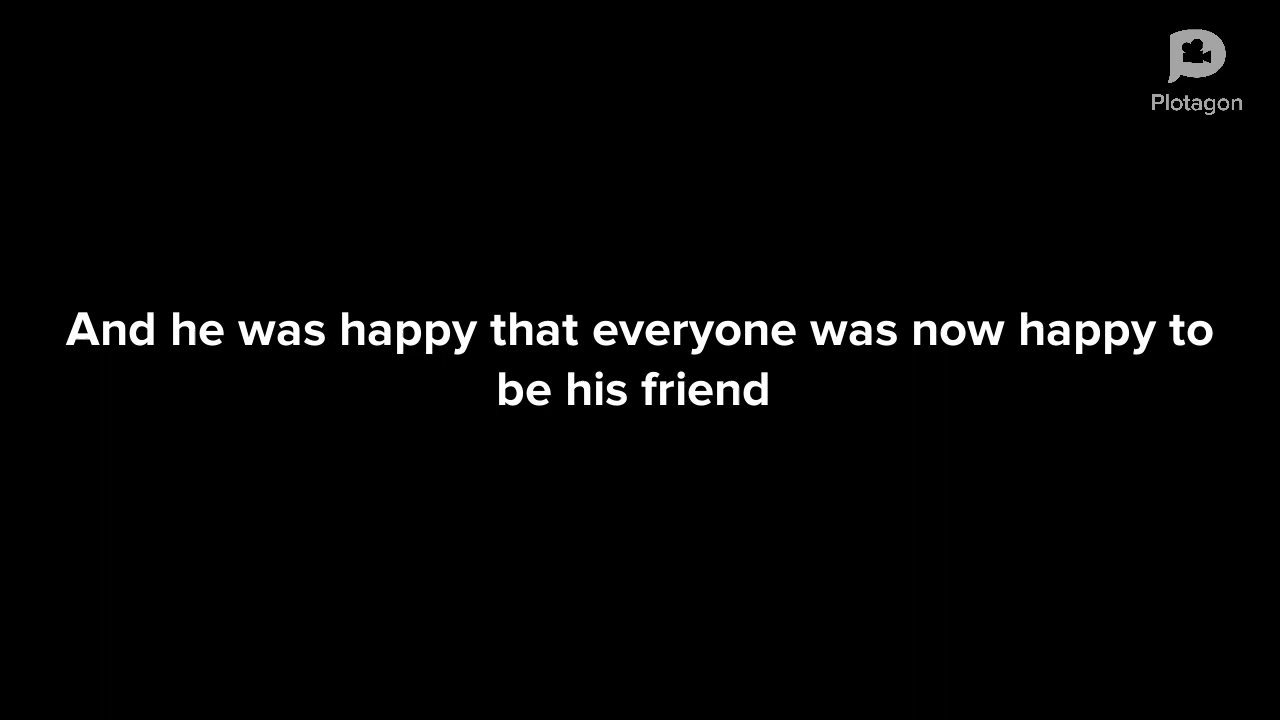 Plotagon
And he was happy that everyone was now happy to
be his friend